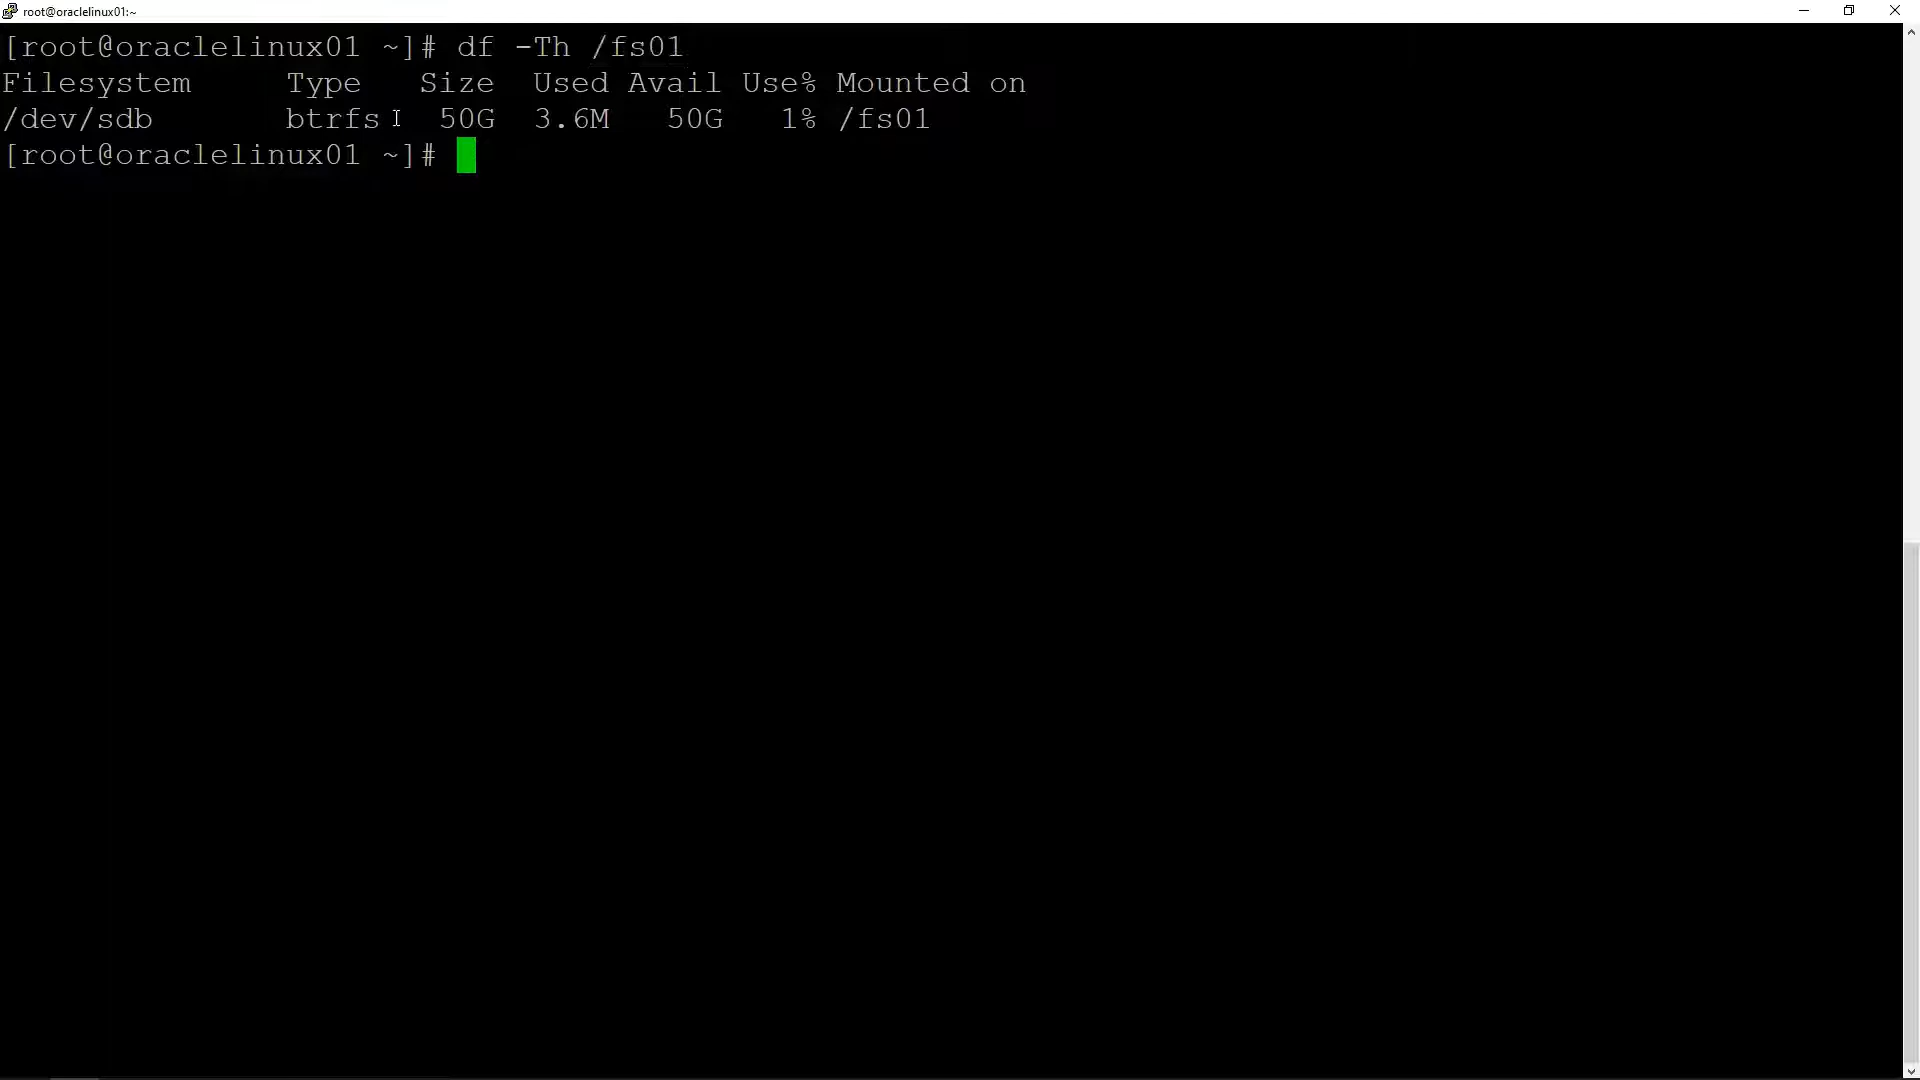 root@oraclelinux01:~
[root@oraclelinux01 ~]# df -Th /fs01
Filesystem     Type   Size  Used Avail Use% Mounted on
/dev/sdb       btrfs   50G  3.6M   50G   1% /fs01
[root@oraclelinux01 ~]#